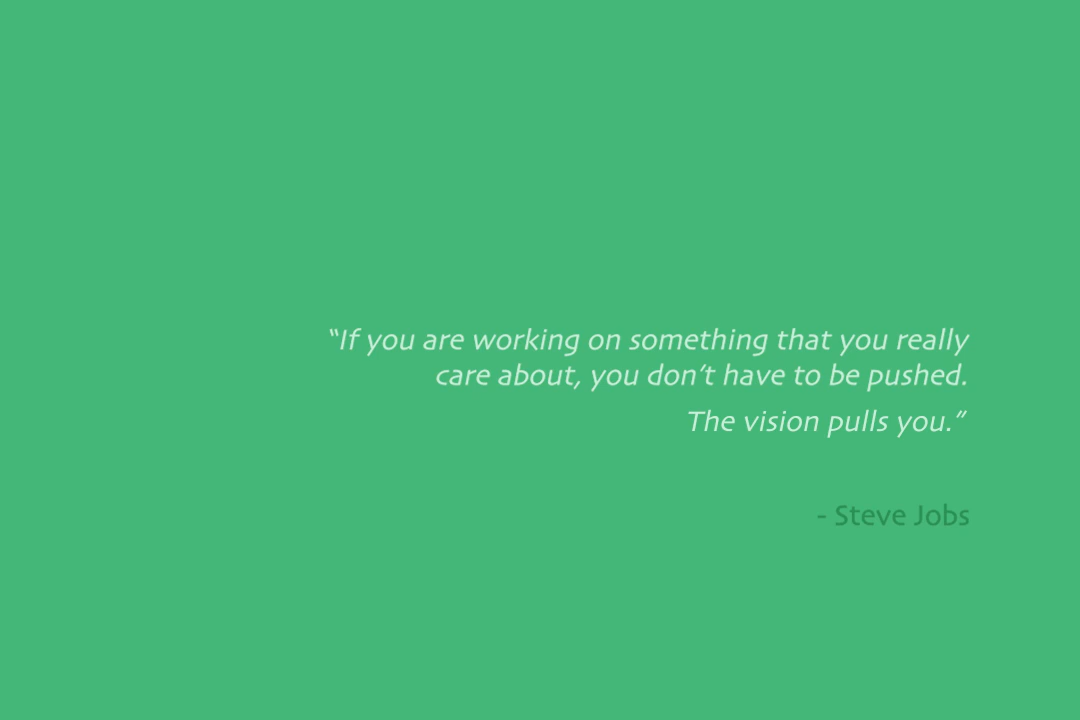 “If you are working on something that you really
care about, you don’t have to be pushed.
The vision pulls you.”
- Steve Jobs